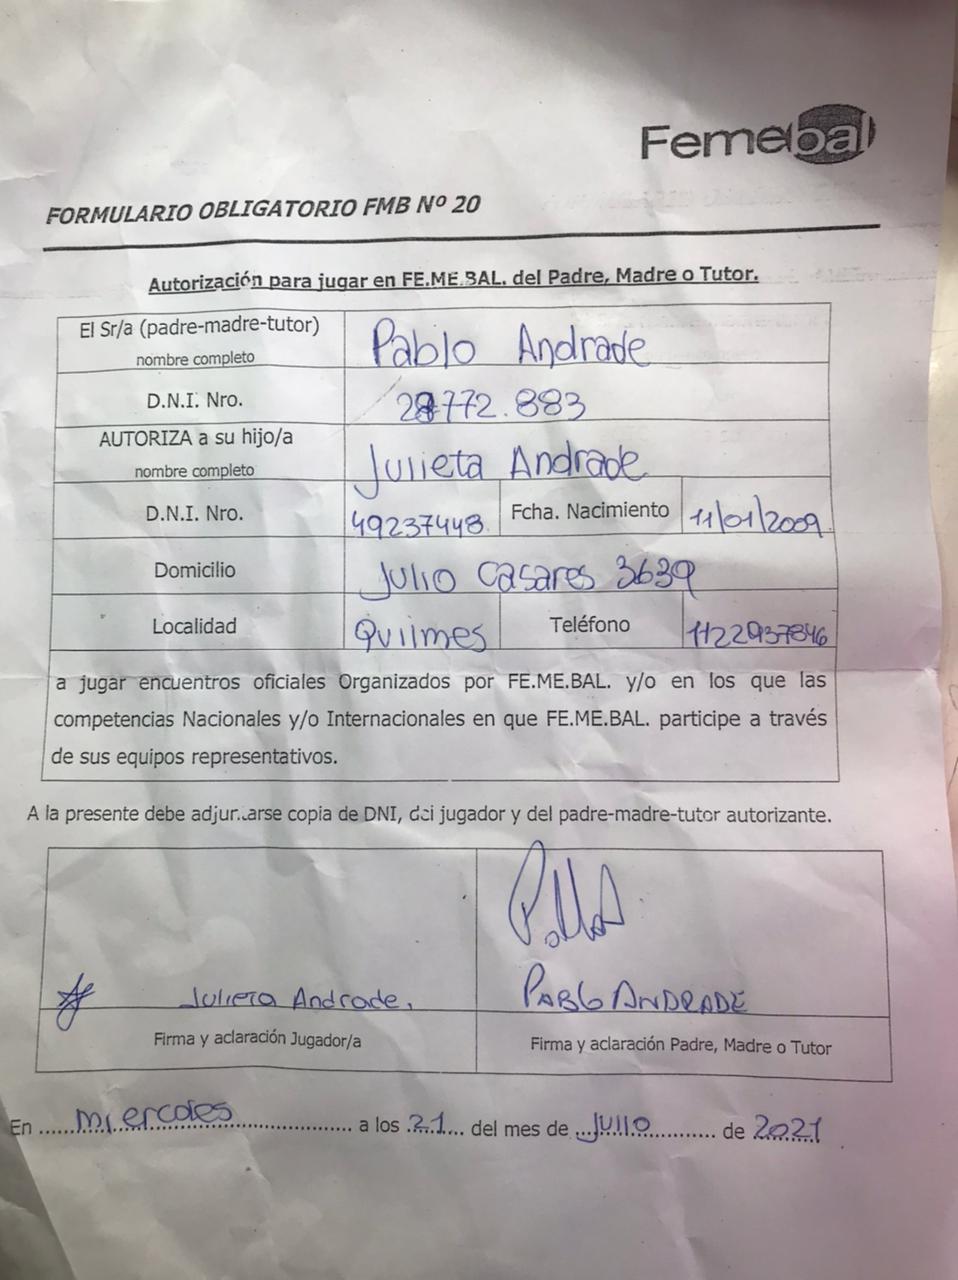 Femebal
FORMULARIO OBLIGATORIO FMB Nº 20
Autorización para jugar en FE.ME.BAL. del Padre, Madre o Tutor.
El Sr/a (padre-madre-tutor)
nombre completo
Pablo Andrade
D.N.I. Nro.
28772.883
AUTORIZA a su hijo/a
nombre completo
Julieta Andrade
D.N.I. Nro.
49237448
Fcha. Nacimiento
11/01/2009
Domicilio
Julio Casares 3639
Localidad
Quilmes
Teléfono
1122937846
a jugar encuentros oficiales Organizados por FE.ME.BAL. y/o en los que las
competencias Nacionales y/o Internacionales en que FE.ME.BAL. participe a través
de sus equipos representativos.
A la presente debe adjuntarse copia de DNI, del jugador y del padre-madre-tutor autorizante.
Julieta Andrade.
PABLO ANDRADE
Firma y aclaración Jugador/a
Firma y aclaración Padre, Madre o Tutor
En ......miercoles........................ a los .21... del mes de ..Julio........... de 2021